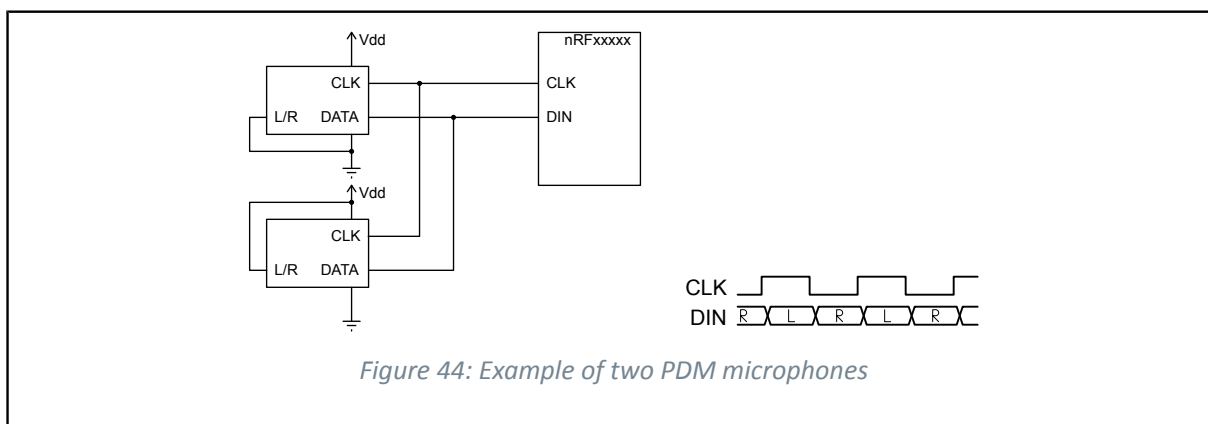 Vdd
nRFxxxxx
CLK
CLK
L/R
DATA
DIN
Vdd
CLK
L/R
DATA
CLK
DIN
R L R L R
Figure 44: Example of two PDM microphones